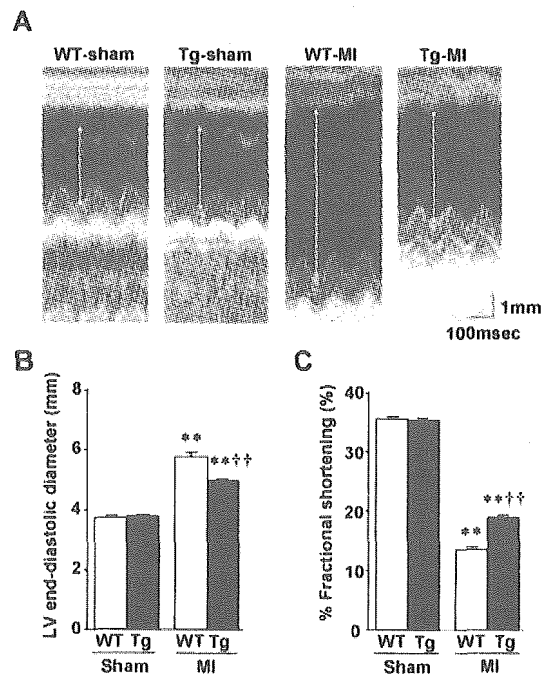 A
WT-sham Tg-sham WT-MI Tg-MI
1mm
100msec
B
LV end-diastolic diameter (mm)
8
6
4
2
0
**
**††
WT Tg WT Tg
Sham MI
C
% Fractional shortening (%)
40
30
20
10
0
**
**††
WT Tg WT Tg
Sham MI